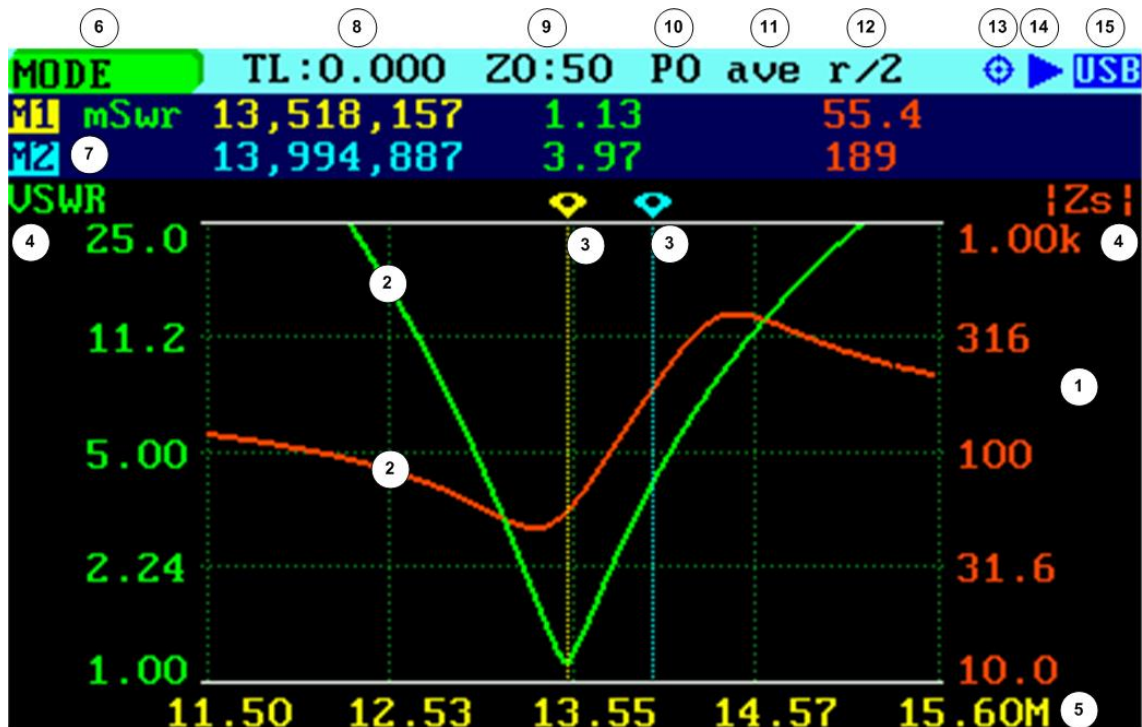 6 8 9 10 11 12 13 14 15
MODE TL:0.000 Z0:50 P0 ave r/2 USB
M1 mSwr 13,518,157 1.13 55.4
M2 7 13,994,887 3.97 189
VSWR |Zs|
4 25.0 3 3 1.00k 4
2
11.2 316
1
5.00 100
2
2.24 31.6
1.00 10.0
11.50 12.53 13.55 14.57 15.60M 5